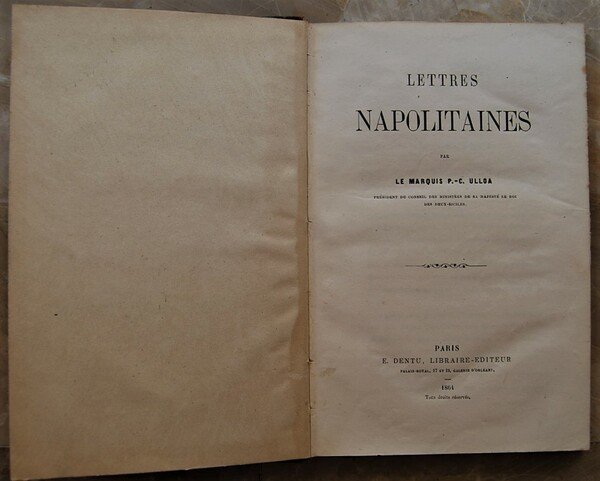 LETTRES
NAPOLITAINES
PAR
LE MARQUIS P.-C. ULLOA
PRÉSIDENT DU CONSEIL DES MINISTRES DE SA MAJESTÉ LE ROI
DES DEUX-SICILES.
PARIS
E. DENTU, LIBRAIRE-EDITEUR
PALAIS-ROYAL, 17 ET 19, GALERIE D'ORLÉANS.
1864
Tous droits réservés.